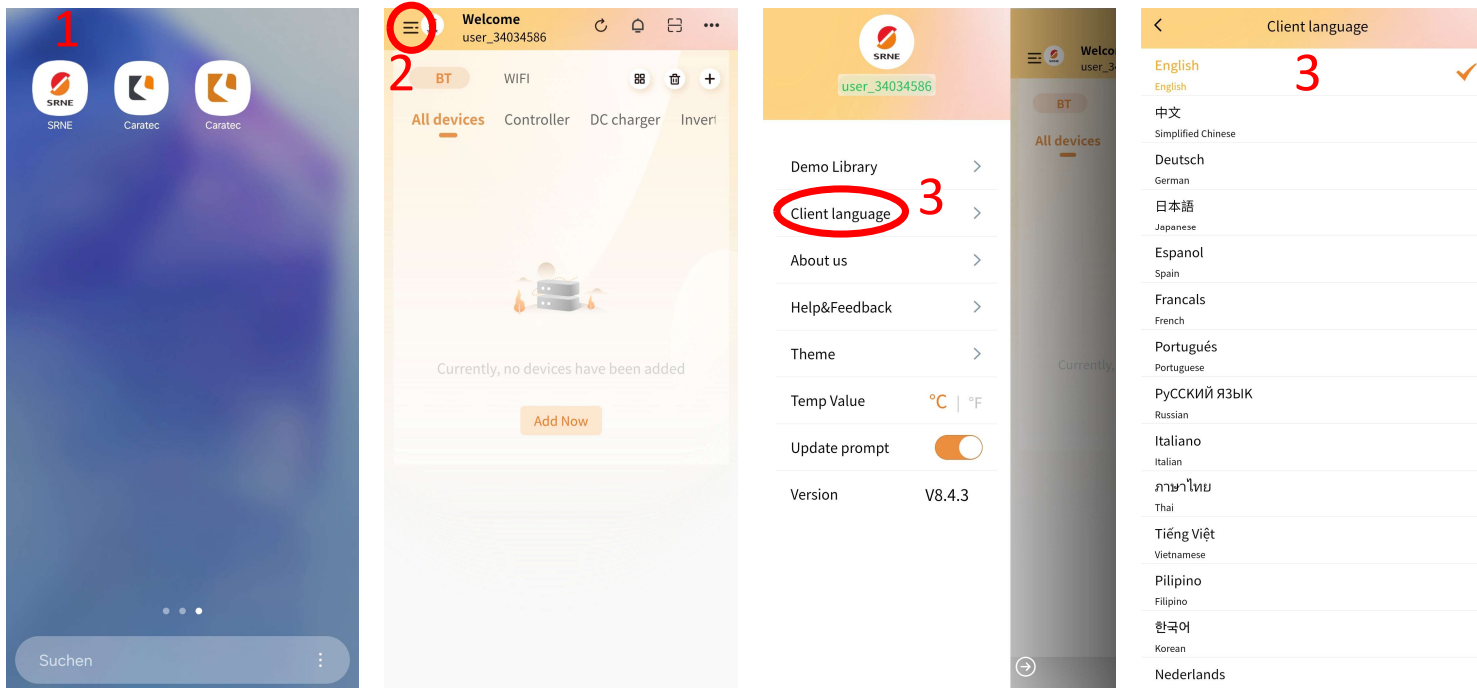 1
SRNE
SRNE
Caratec
Caratec
Suchen
2
Welcome
user_34034586
BT
WIFI
All devices
Controller
DC charger
Invert
Currently, no devices have been added
Add Now
SRNE
user_34034586
Demo Library
Client language
3
About us
Help&Feedback
Theme
Temp Value
°C | °F
Update prompt
Version
V8.4.3
Welco
user_3
BT
All devices
Currently,
Client language
3
English
English
中文
Simplified Chinese
Deutsch
German
日本語
Japanese
Espanol
Spain
Francals
French
Portugués
Portuguese
РуССКИЙ ЯЗЫК
Russian
Italiano
Italian
ภาษาไทย
Thai
Tiếng Việt
Vietnamese
Pilipino
Filipino
한국어
Korean
Nederlands